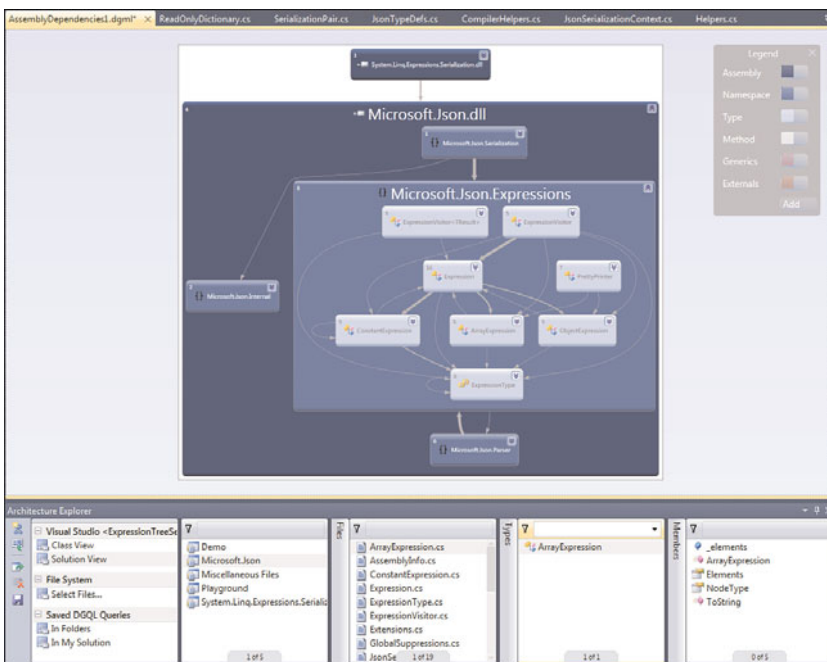 AssemblyDependencies1.dgml* ReadOnlyDictionary.cs SerializationPair.cs JsonTypeDefs.cs CompilerHelpers.cs JsonSerializationContext.cs Helpers.cs
System.Linq.Expressions.Serialization.dll
Legend
Assembly
Namespace
Type
Method
Generics
Externals
Add
Microsoft.Json.dll
{} Microsoft.Json.Serialization
{} Microsoft.Json.Expressions
ExpressionVisitor<TResult>
ExpressionVisitor
Expression
PrettyPrinter
{} Microsoft.Json.Internal
ConstantExpression
ArrayExpression
ObjectExpression
ExpressionType
{} Microsoft.Json.Parser
Architecture Explorer
Visual Studio <ExpressionTreeSe
Class View
Solution View
File System
Select Files...
Saved DGQL Queries
In Folders
In My Solution
Demo
Microsoft.Json
Miscellaneous Files
Playground
System.Linq.Expressions.Serializ
1 of 5
Files
ArrayExpression.cs
AssemblyInfo.cs
ConstantExpression.cs
Expression.cs
ExpressionType.cs
ExpressionVisitor.cs
Extensions.cs
GlobalSuppressions.cs
JsonSe
1 of 19
Types
ArrayExpression
1 of 1
Members
_elements
ArrayExpression
Elements
NodeType
ToString
0 of 5